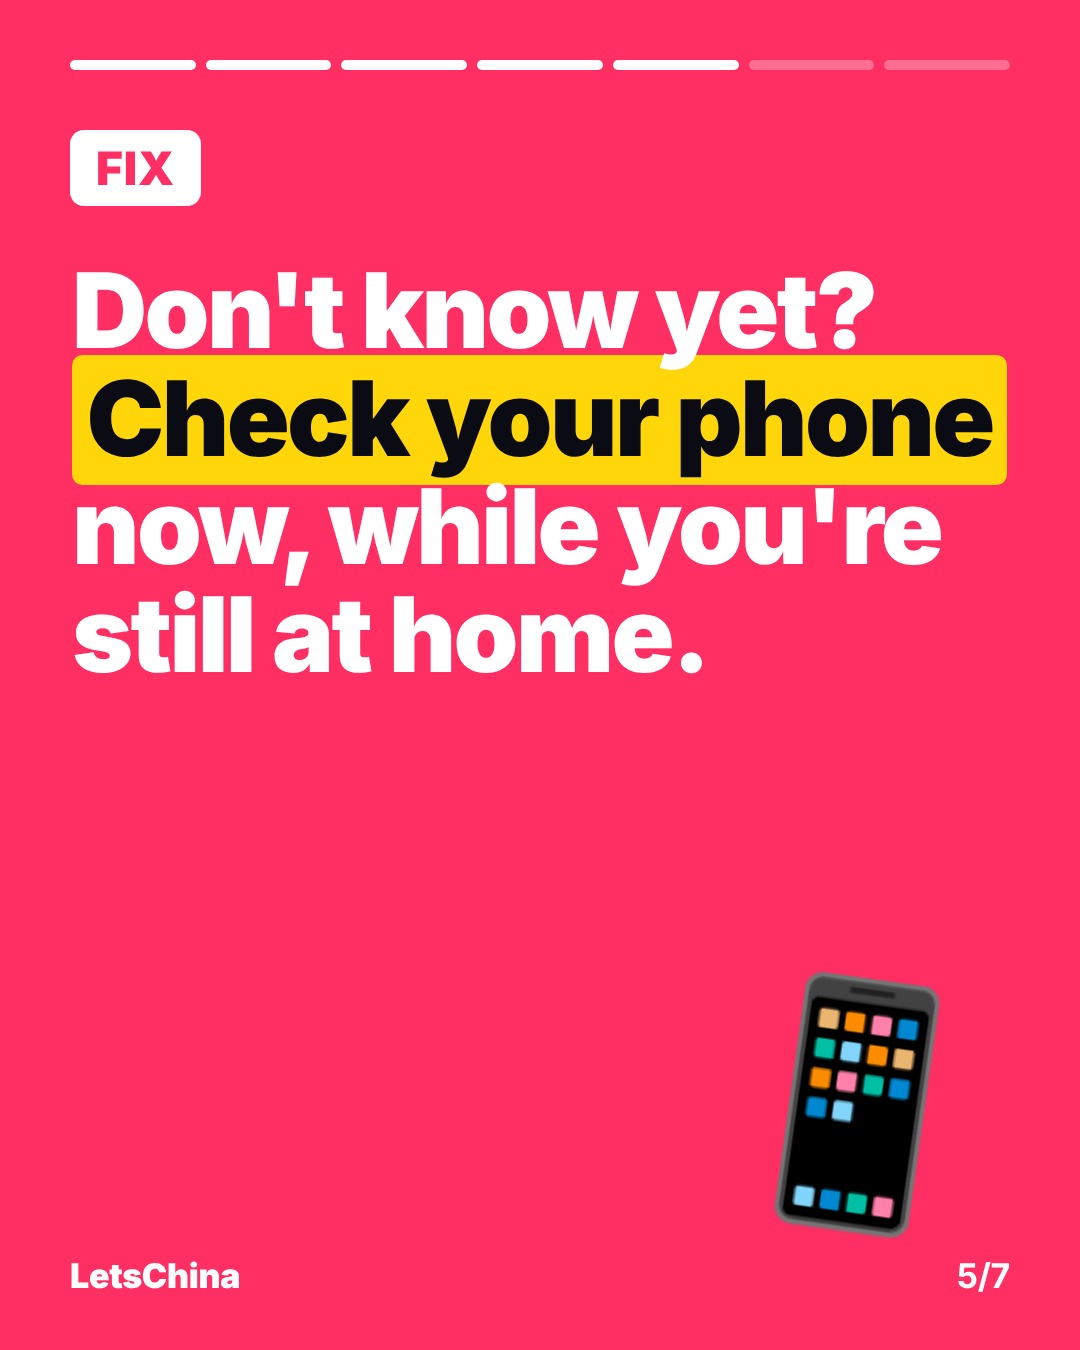 FIX
Don't know yet?
Check your phone
now, while you're
still at home.
LetsChina
5/7